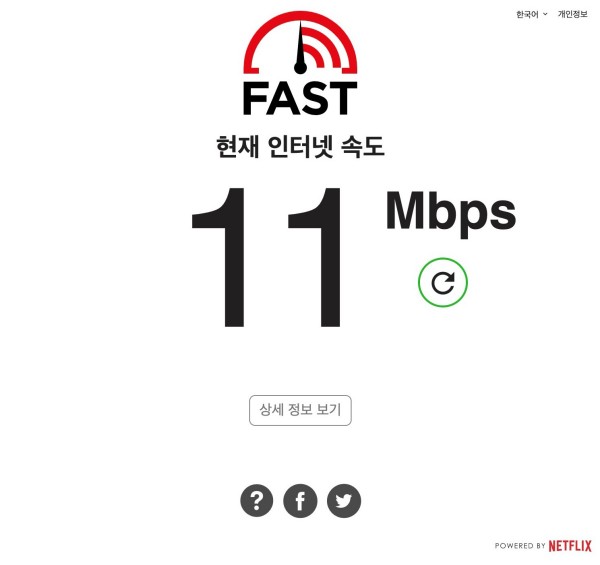 한국어
개인정보
FAST
현재 인터넷 속도
11 Mbps
상세 정보 보기
?
f
POWERED BY NETFLIX